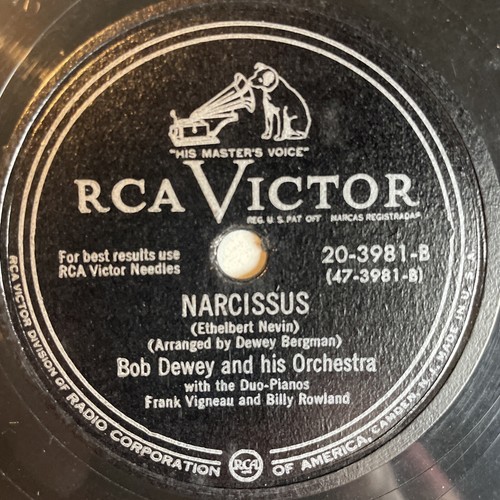 "HIS MASTER'S VOICE"
RCA VICTOR
REG. U.S. PAT OFF MARCAS REGISTRADAS
For best results use
RCA Victor Needles
20-3981-B
(47-3981-B)
NARCISSUS
(Ethelbert Nevin)
(Arranged by Dewey Bergman)
Bob Dewey and his Orchestra
with the Duo-Pianos
Frank Vigneau and Billy Rowland
RCA VICTOR DIVISION OF RADIO CORPORATION OF AMERICA, CAMDEN, N.J. MADE IN U.S.A.
RCA